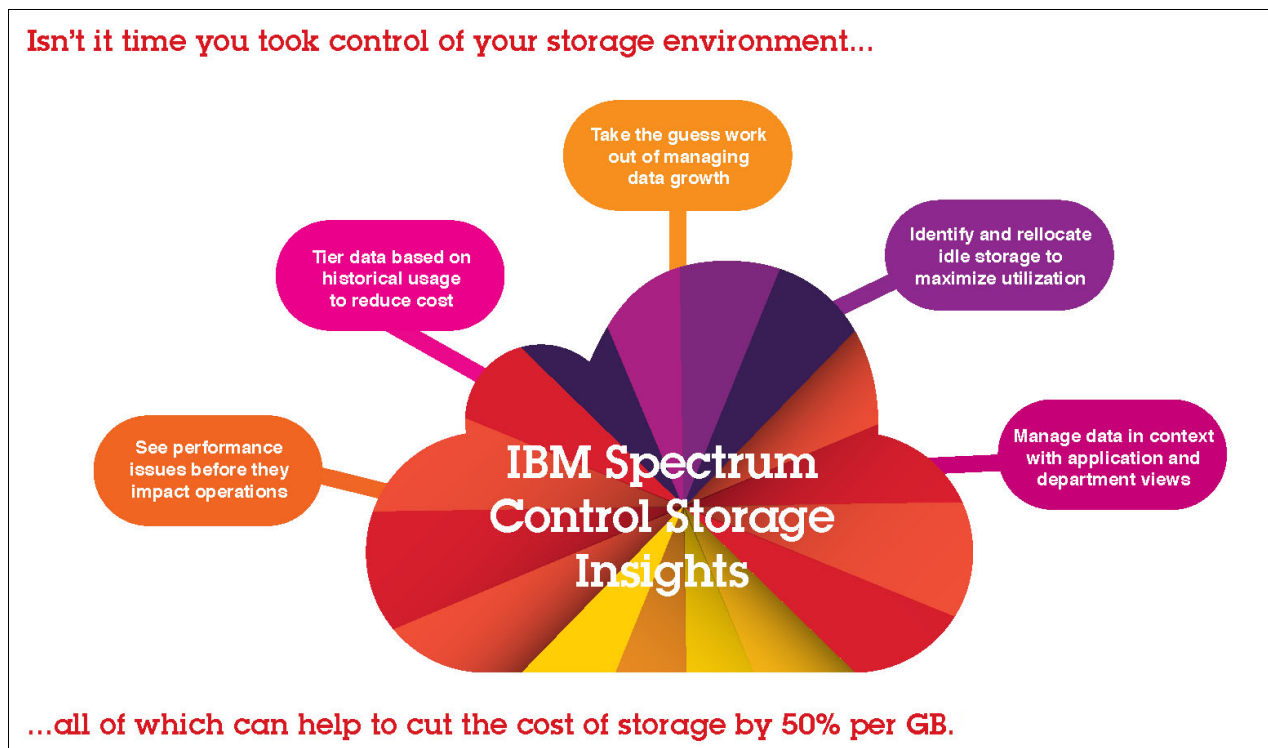 Isn't it time you took control of your storage environment...
Take the guess work
out of managing
data growth
Tier data based on
historical usage
to reduce cost
Identify and rellocate
idle storage to
maximize utilization
See performance
issues before they
impact operations
Manage data in context
with application and
department views
IBM Spectrum
Control Storage
Insights
...all of which can help to cut the cost of storage by 50% per GB.